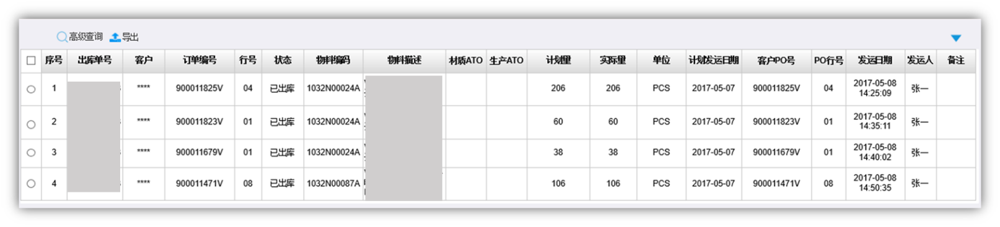 高级查询 导出
序号 出库单号 客户 订单编号 行号 状态 物料编码 物料描述 材质ATO 生产ATO 计划量 实际量 单位 计划发运日期 客户PO号 PO行号 发运日期 发运人 备注
1 **** 900011825V 04 已出库 1032N00024A 206 206 PCS 2017-05-07 900011825V 04 2017-05-08 14:25:09 张一
2 **** 900011823V 01 已出库 1032N00024A 60 60 PCS 2017-05-07 900011823V 01 2017-05-08 14:35:11 张一
3 **** 900011679V 01 已出库 1032N00024A 38 38 PCS 2017-05-07 900011679V 01 2017-05-08 14:40:02 张一
4 **** 900011471V 08 已出库 1032N00087A 106 106 PCS 2017-05-07 900011471V 08 2017-05-08 14:50:35 张一